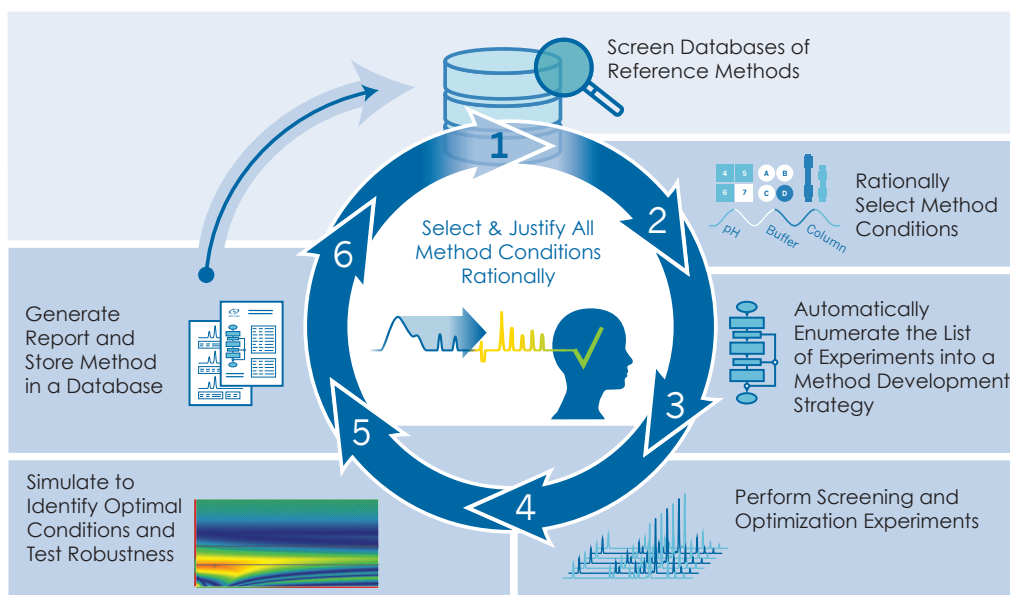 Screen Databases of
Reference Methods
1
2
4 5 A B
6 7 C D
pH Buffer Column
Rationally
Select Method
Conditions
Select & Justify All
Method Conditions
Rationally
6
Generate
Report and
Store Method
in a Database
Automatically
Enumerate the List
of Experiments into a
Method Development
Strategy
3
5
4
Simulate to
Identify Optimal
Conditions and
Test Robustness
Perform Screening and
Optimization Experiments